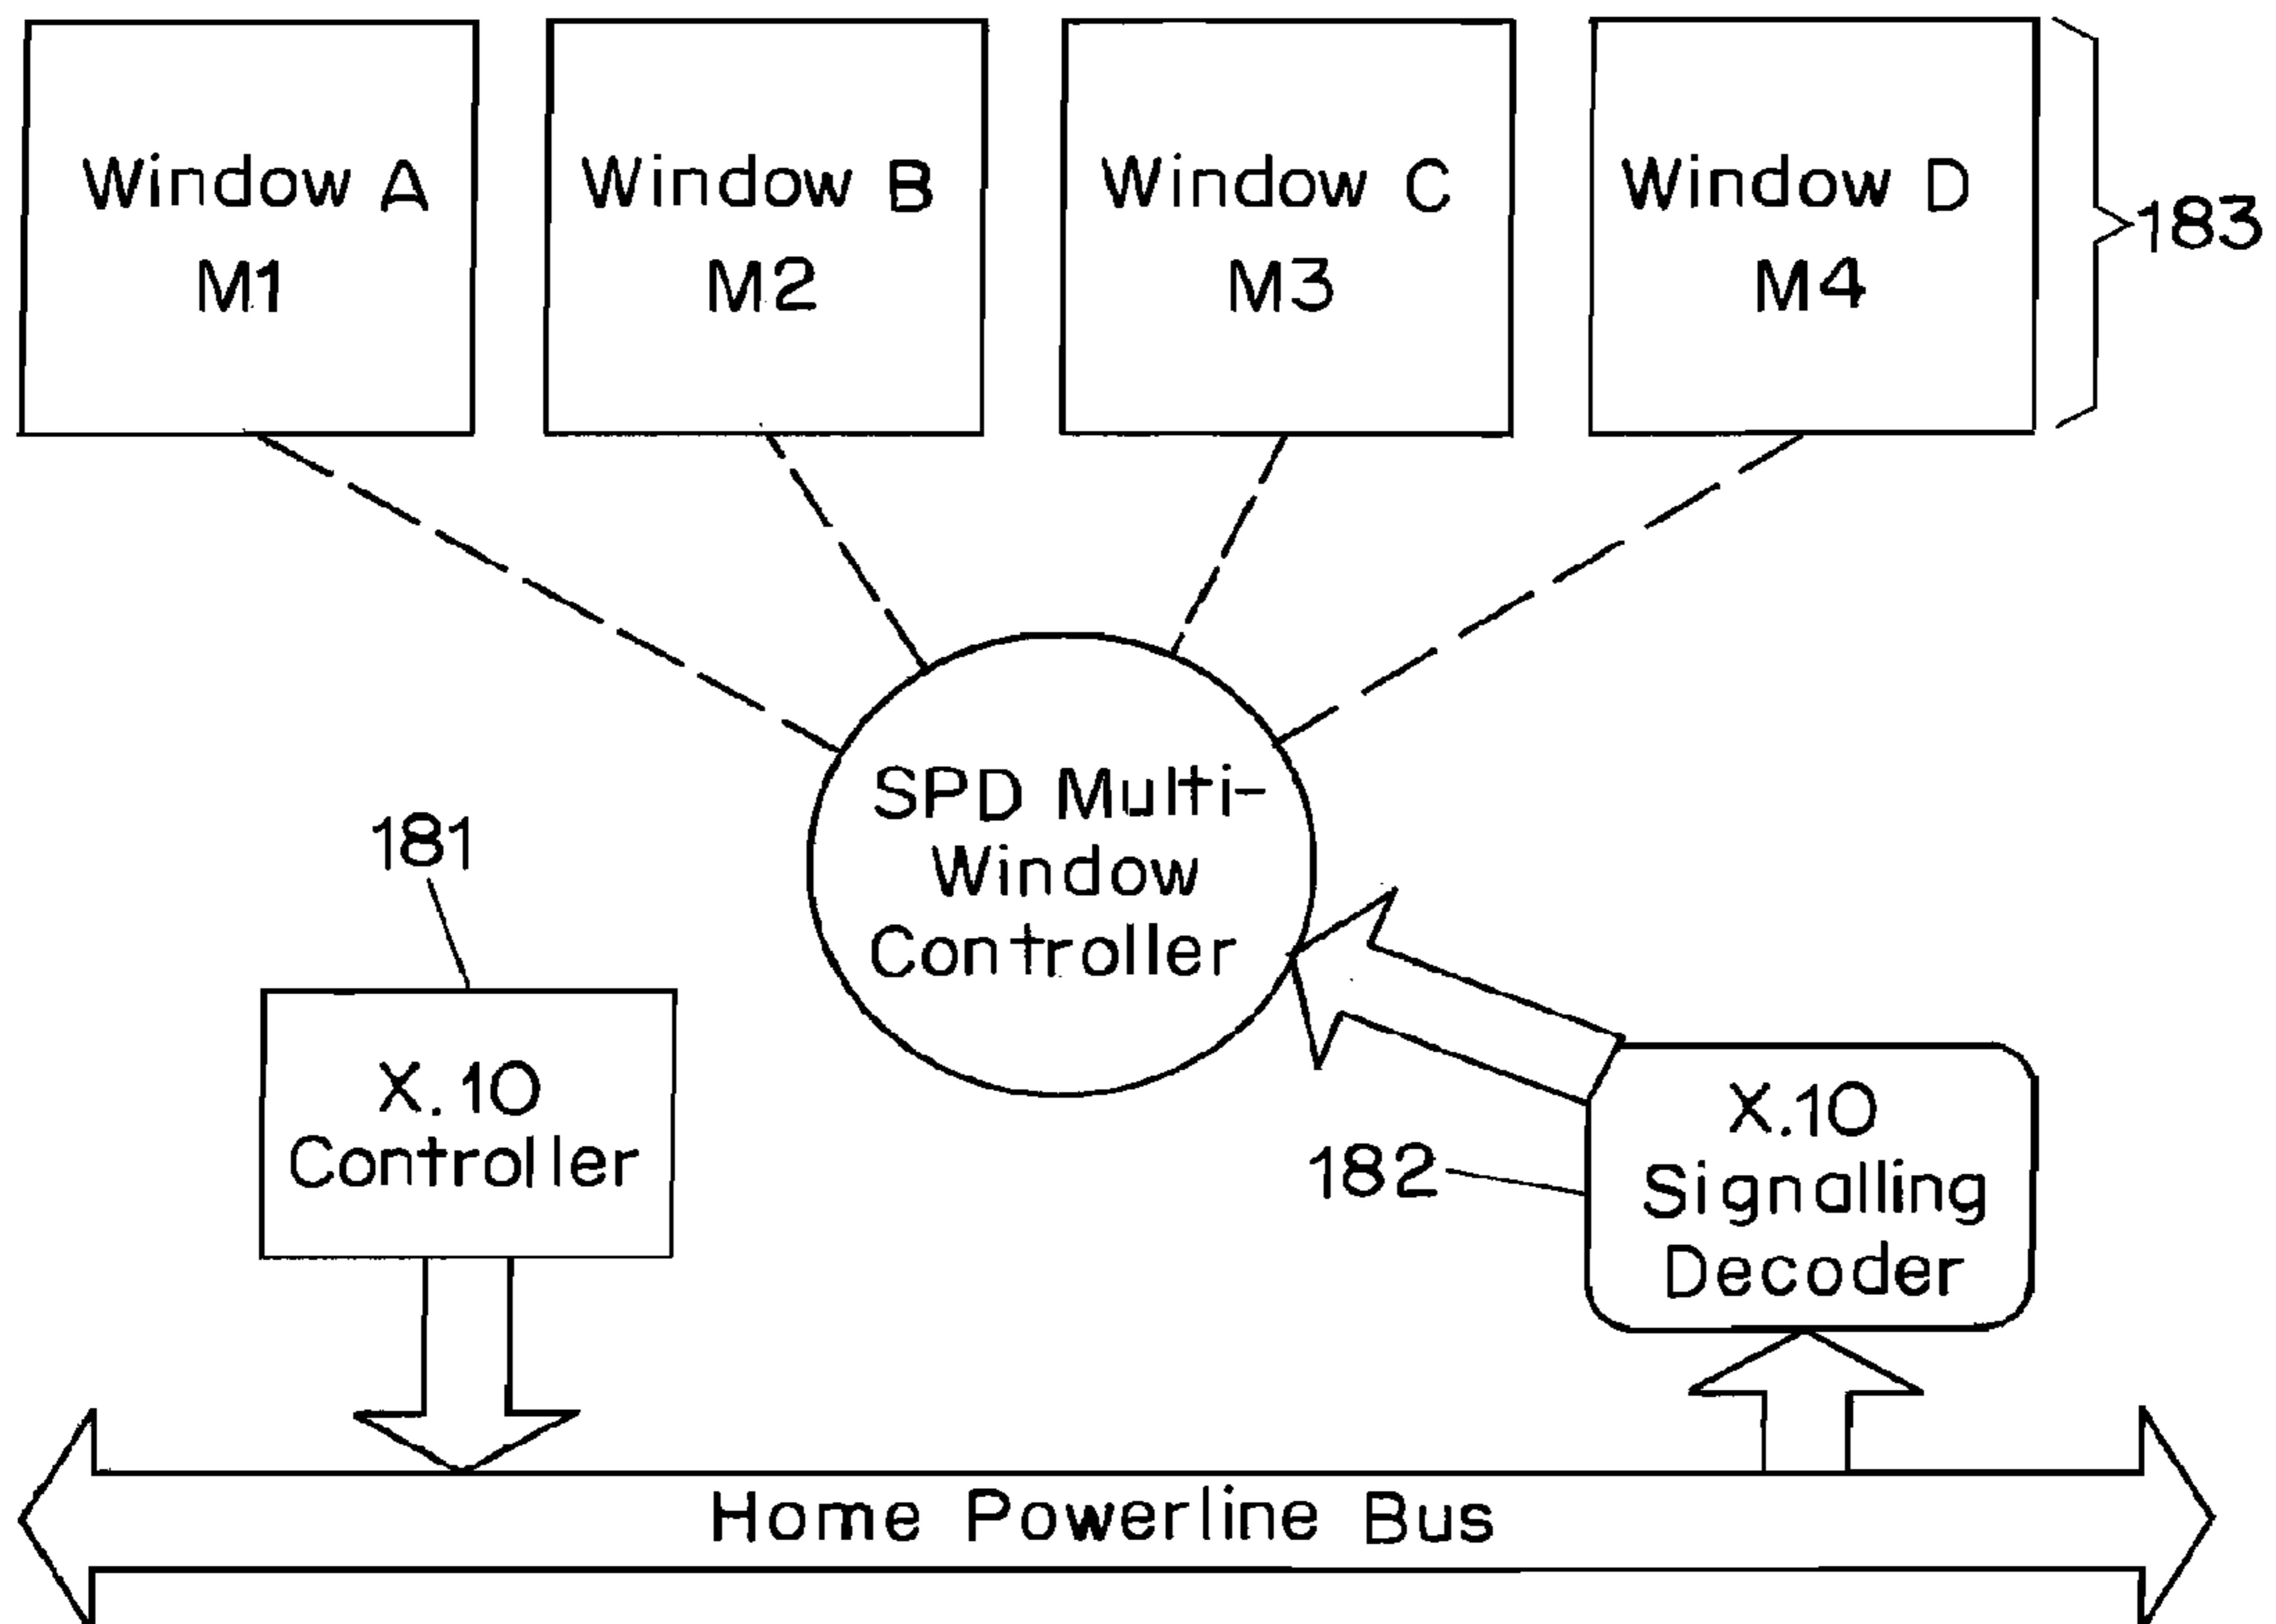 Window A
M1
Window B
M2
Window C
M3
Window D
M4
183
SPD Multi-
Window
Controller
181
X.10
Controller
182
X.10
Signalling
Decoder
Home Powerline Bus